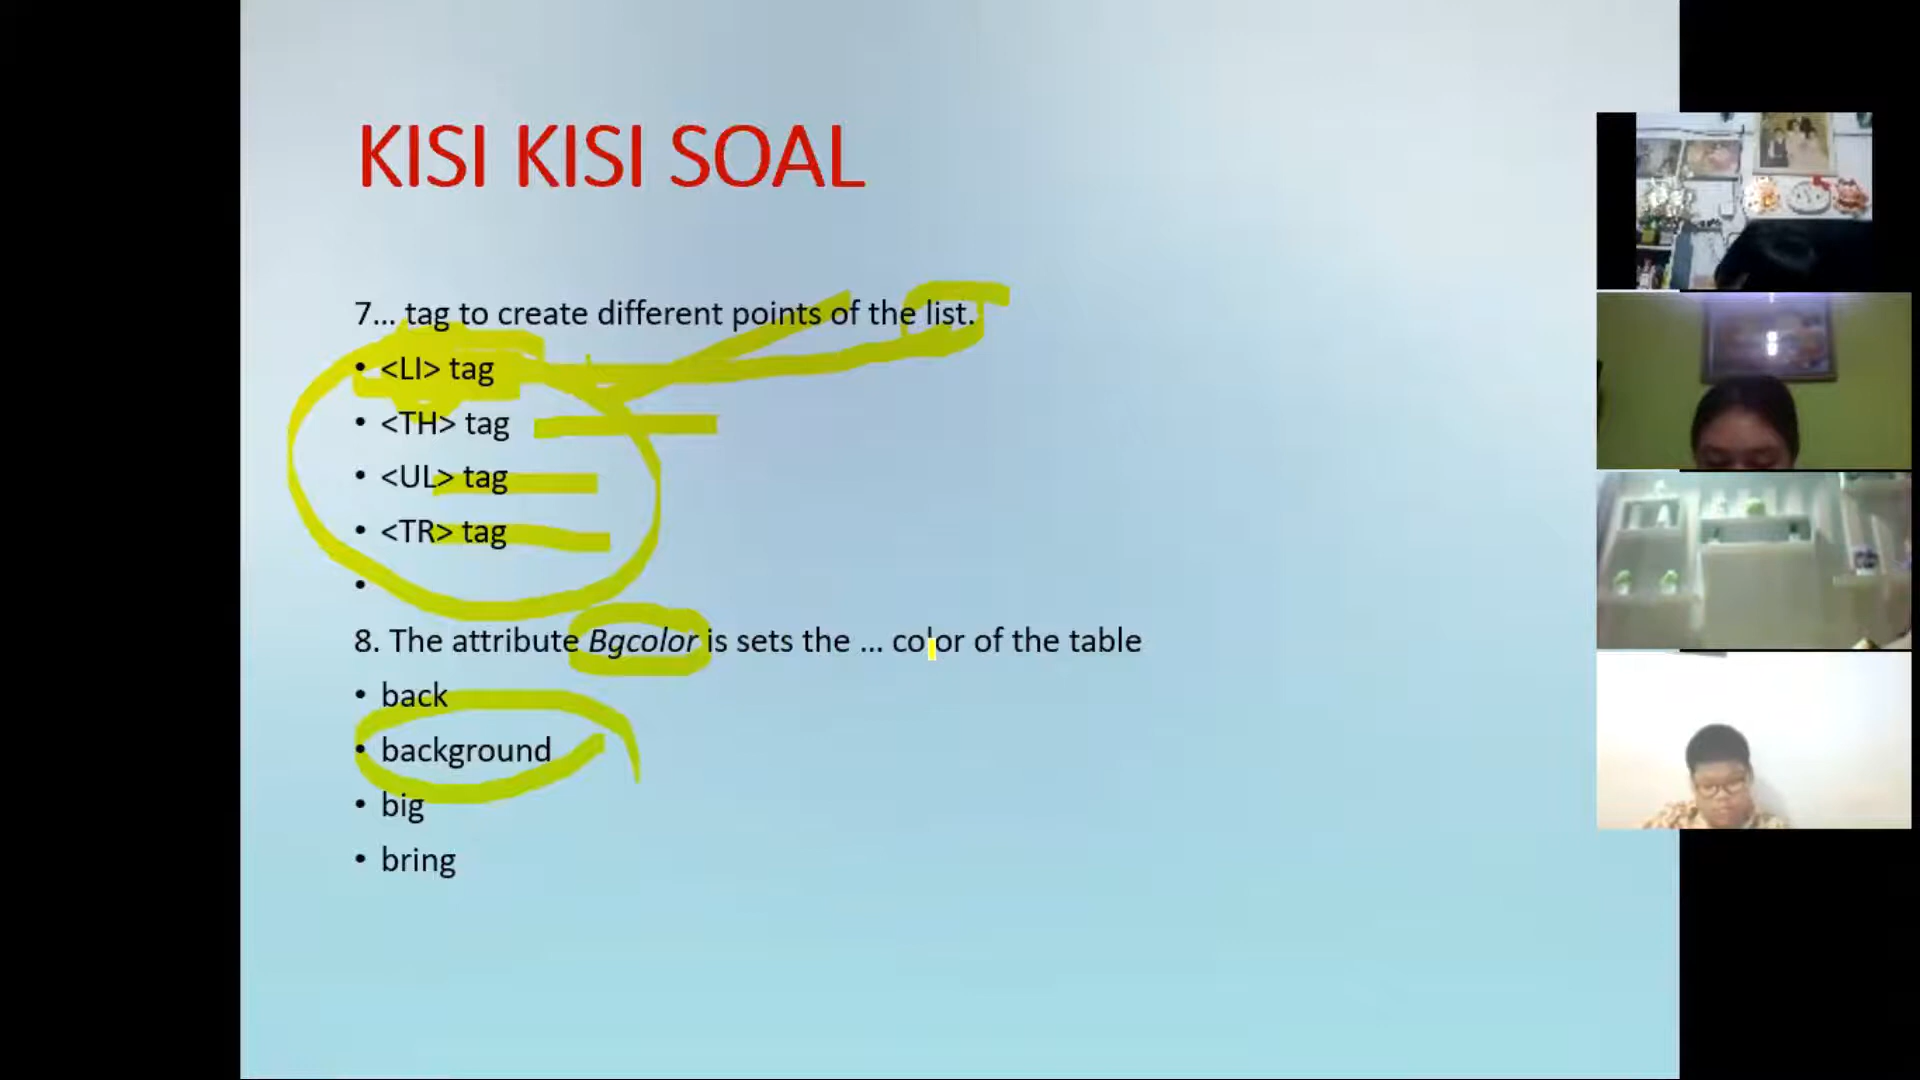 KISI KISI SOAL
7... tag to create different points of the list.
• <LI> tag
• <TH> tag
• <UL> tag
• <TR> tag
•
8. The attribute Bgcolor is sets the ... color of the table
• back
• background
• big
• bring